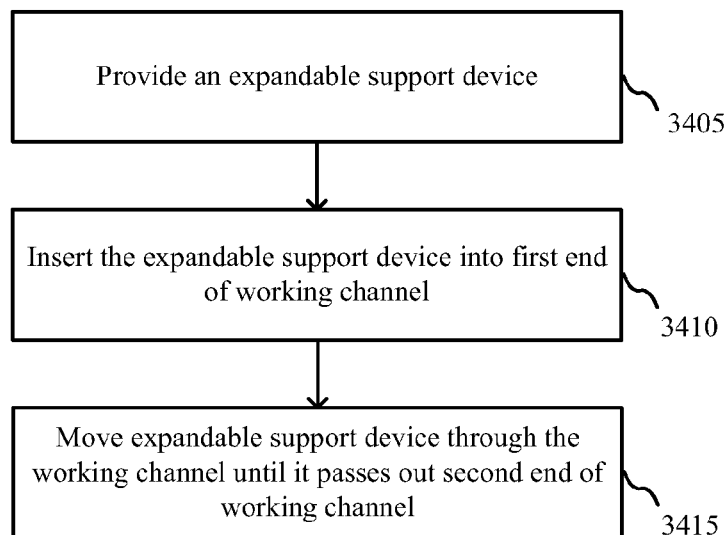 Provide an expandable support device
3405
Insert the expandable support device into first end
of working channel
3410
Move expandable support device through the
working channel until it passes out second end of
working channel
3415